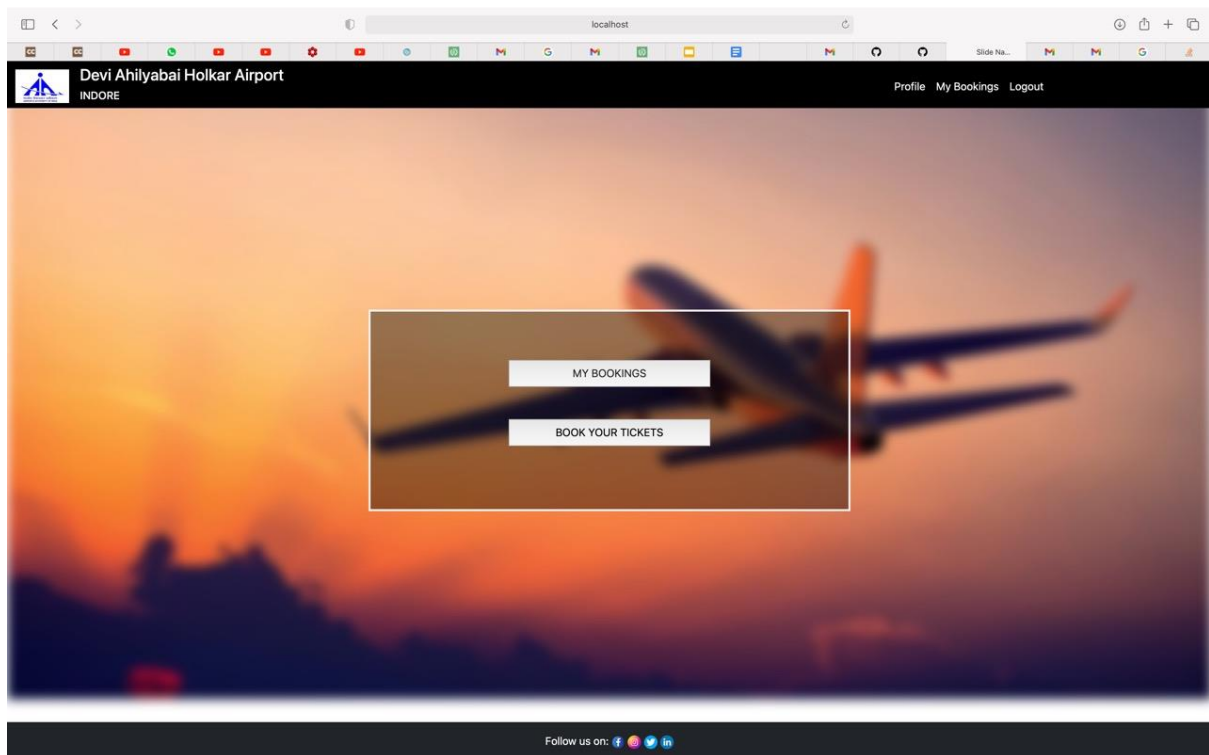 localhost
Slide Na...
Devi Ahilyabai Holkar Airport
INDORE
Profile My Bookings Logout
MY BOOKINGS
BOOK YOUR TICKETS
Follow us on: